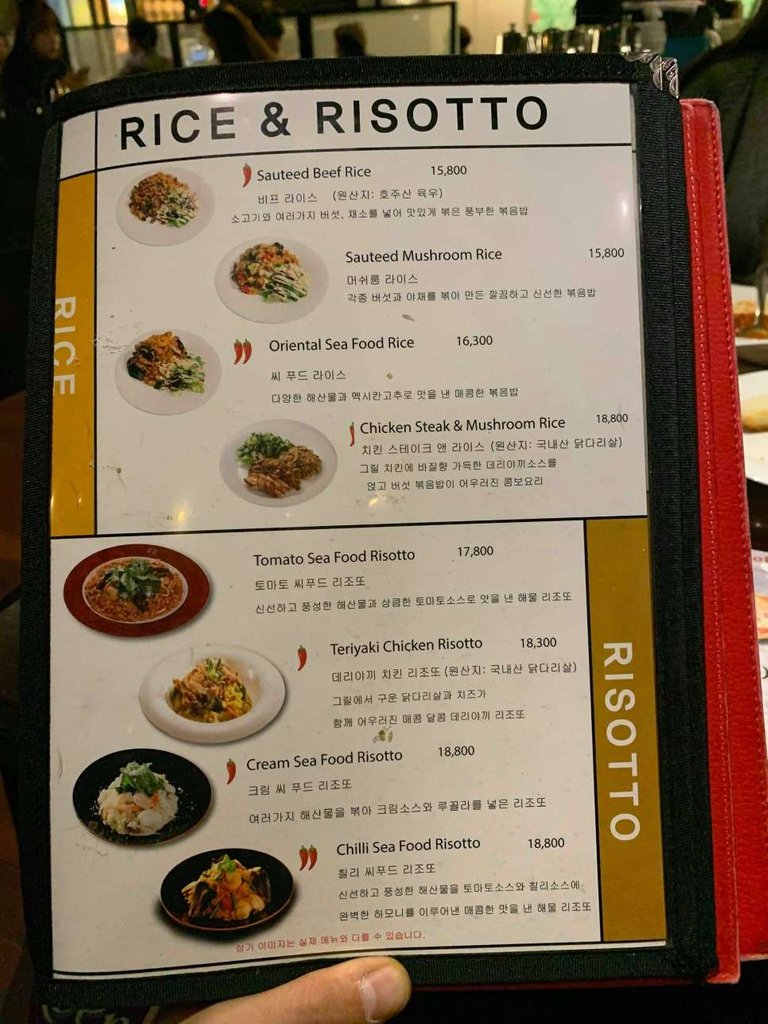 RICE & RISOTTO
RICE
Sauteed Beef Rice 15,800
비프 라이스 (원산지: 호주산 육우)
소고기와 여러가지 버섯, 채소를 넣어 맛있게 볶은 풍부한 볶음밥
Sauteed Mushroom Rice 15,800
머쉬룸 라이스
각종 버섯과 야채를 볶아 만든 깔끔하고 신선한 볶음밥
Oriental Sea Food Rice 16,300
씨 푸드 라이스
다양한 해산물과 멕시칸고추로 맛을 낸 매콤한 볶음밥
Chicken Steak & Mushroom Rice 18,800
치킨 스테이크 앤 라이스 (원산지: 국내산 닭다리살)
그릴 치킨에 바질향 가득한 데리야끼소스를
얹고 버섯 볶음밥이 어우러진 콤보요리
RISOTTO
Tomato Sea Food Risotto 17,800
토마토 씨푸드 리조또
신선하고 풍성한 해산물과 상큼한 토마토소스로 맛을 낸 해물 리조또
Teriyaki Chicken Risotto 18,300
데리야끼 치킨 리조또 (원산지: 국내산 닭다리살)
그릴에서 구운 닭다리살과 치즈가
함께 어우러진 매콤 달콤 데리야끼 리조또
Cream Sea Food Risotto 18,800
크림 씨 푸드 리조또
여러가지 해산물을 볶아 크림소스와 루꼴라를 넣은 리조또
Chilli Sea Food Risotto 18,800
칠리 씨푸드 리조또
신선하고 풍성한 해산물을 토마토소스와 칠리소스에
완벽한 하모니를 이루어낸 매콤한 맛을 낸 해물 리조또
상기 이미지는 실제 메뉴와 다를 수 있습니다.